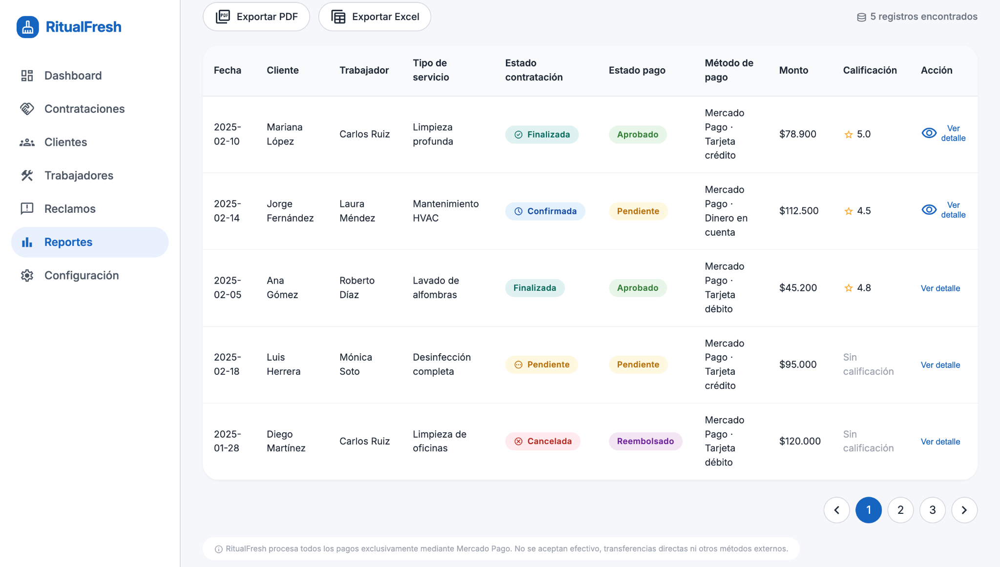 RitualFresh
Dashboard
Contrataciones
Clientes
Trabajadores
Reclamos
Reportes
Configuración
PDF
Exportar PDF
Exportar Excel
5 registros encontrados
Fecha
Cliente
Trabajador
Tipo de
servicio
Estado
contratación
Estado pago
Método de
pago
Monto
Calificación
Acción
2025-
02-10
Mariana
López
Carlos Ruiz
Limpieza
profunda
Finalizada
Aprobado
Mercado
Pago ·
Tarjeta
crédito
$78.900
5.0
Ver
detalle
2025-
02-14
Jorge
Fernández
Laura
Méndez
Mantenimiento
HVAC
Confirmada
Pendiente
Mercado
Pago ·
Dinero en
cuenta
$112.500
4.5
Ver
detalle
2025-
02-05
Ana
Gómez
Roberto
Díaz
Lavado de
alfombras
Finalizada
Aprobado
Mercado
Pago ·
Tarjeta
débito
$45.200
4.8
Ver detalle
2025-
02-18
Luis
Herrera
Mónica
Soto
Desinfección
completa
Pendiente
Pendiente
Mercado
Pago ·
Tarjeta
crédito
$95.000
Sin
calificación
Ver detalle
2025-
01-28
Diego
Martínez
Carlos Ruiz
Limpieza de
oficinas
Cancelada
Reembolsado
Mercado
Pago ·
Tarjeta
débito
$120.000
Sin
calificación
Ver detalle
1
2
3
RitualFresh procesa todos los pagos exclusivamente mediante Mercado Pago. No se aceptan efectivo, transferencias directas ni otros métodos externos.